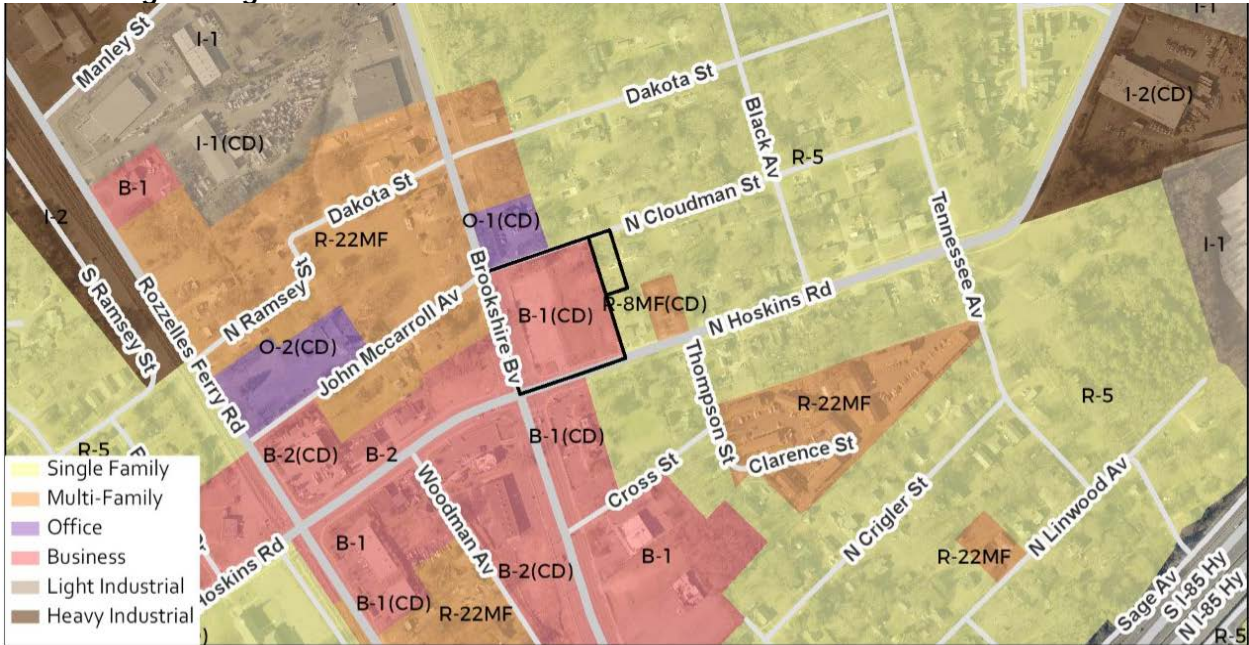 I-1
I-1
Manley St
I-1(CD)
Dakota St
I-2(CD)
B-1
Black Av
R-5
Dakota St
N Cloudman St
I-2
O-1(CD)
Tennessee Av
R-22MF
I-1
S Ramsey St
Rozzelles Ferry Rd
N Ramsey St
Brookshire Bv
B-1(CD)
R-8MF(CD)
N Hoskins Rd
O-2(CD)
John Mccarroll Av
Thompson St
R-22MF
R-5
R-5
B-2(CD)
B-2
B-1(CD)
Clarence St
Cross St
Woodman Av
N Crigler St
N Linwood Av
B-1
B-1
B-2(CD)
R-22MF
Hoskins Rd
B-1(CD)
R-22MF
Sage Av
S I-85 Hy
N I-85 Hy
R-5
Single Family
Multi-Family
Office
Business
Light Industrial
Heavy Industrial